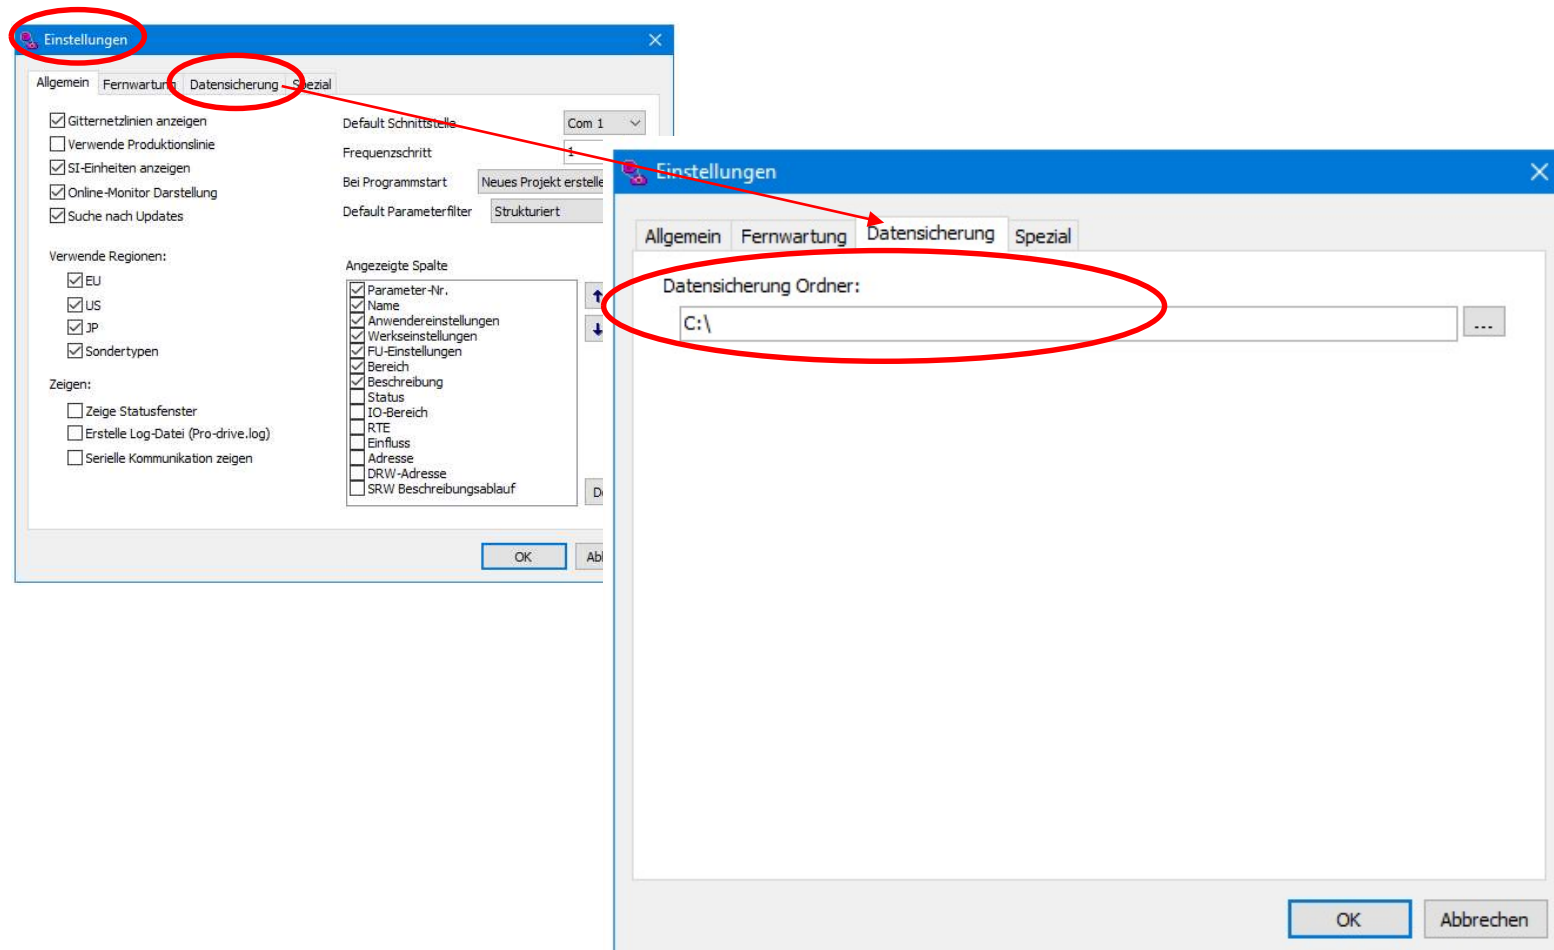 Einstellungen
Allgemein Fernwartung Datensicherung Spezial
Gitternetzlinien anzeigen
Verwende Produktionslinie
SI-Einheiten anzeigen
Online-Monitor Darstellung
Suche nach Updates
Verwende Regionen:
EU
US
JP
Sondertypen
Zeigen:
Zeige Statusfenster
Erstelle Log-Datei (Pro-drive.log)
Serielle Kommunikation zeigen
Default Schnittstelle Com 1
Frequenzschritt 1
Bei Programmstart Neues Projekt erstelle
Default Parameterfilter Strukturiert
Angezeigte Spalte
Parameter-Nr.
Name
Anwendereinstellungen
Werkseinstellungen
FU-Einstellungen
Bereich
Beschreibung
Status
IO-Bereich
RTE
Einfluss
Adresse
DRW-Adresse
SRW Beschreibungsablauf
OK
Einstellungen
Allgemein Fernwartung Datensicherung Spezial
Datensicherung Ordner:
C:\
...
OK Abbrechen